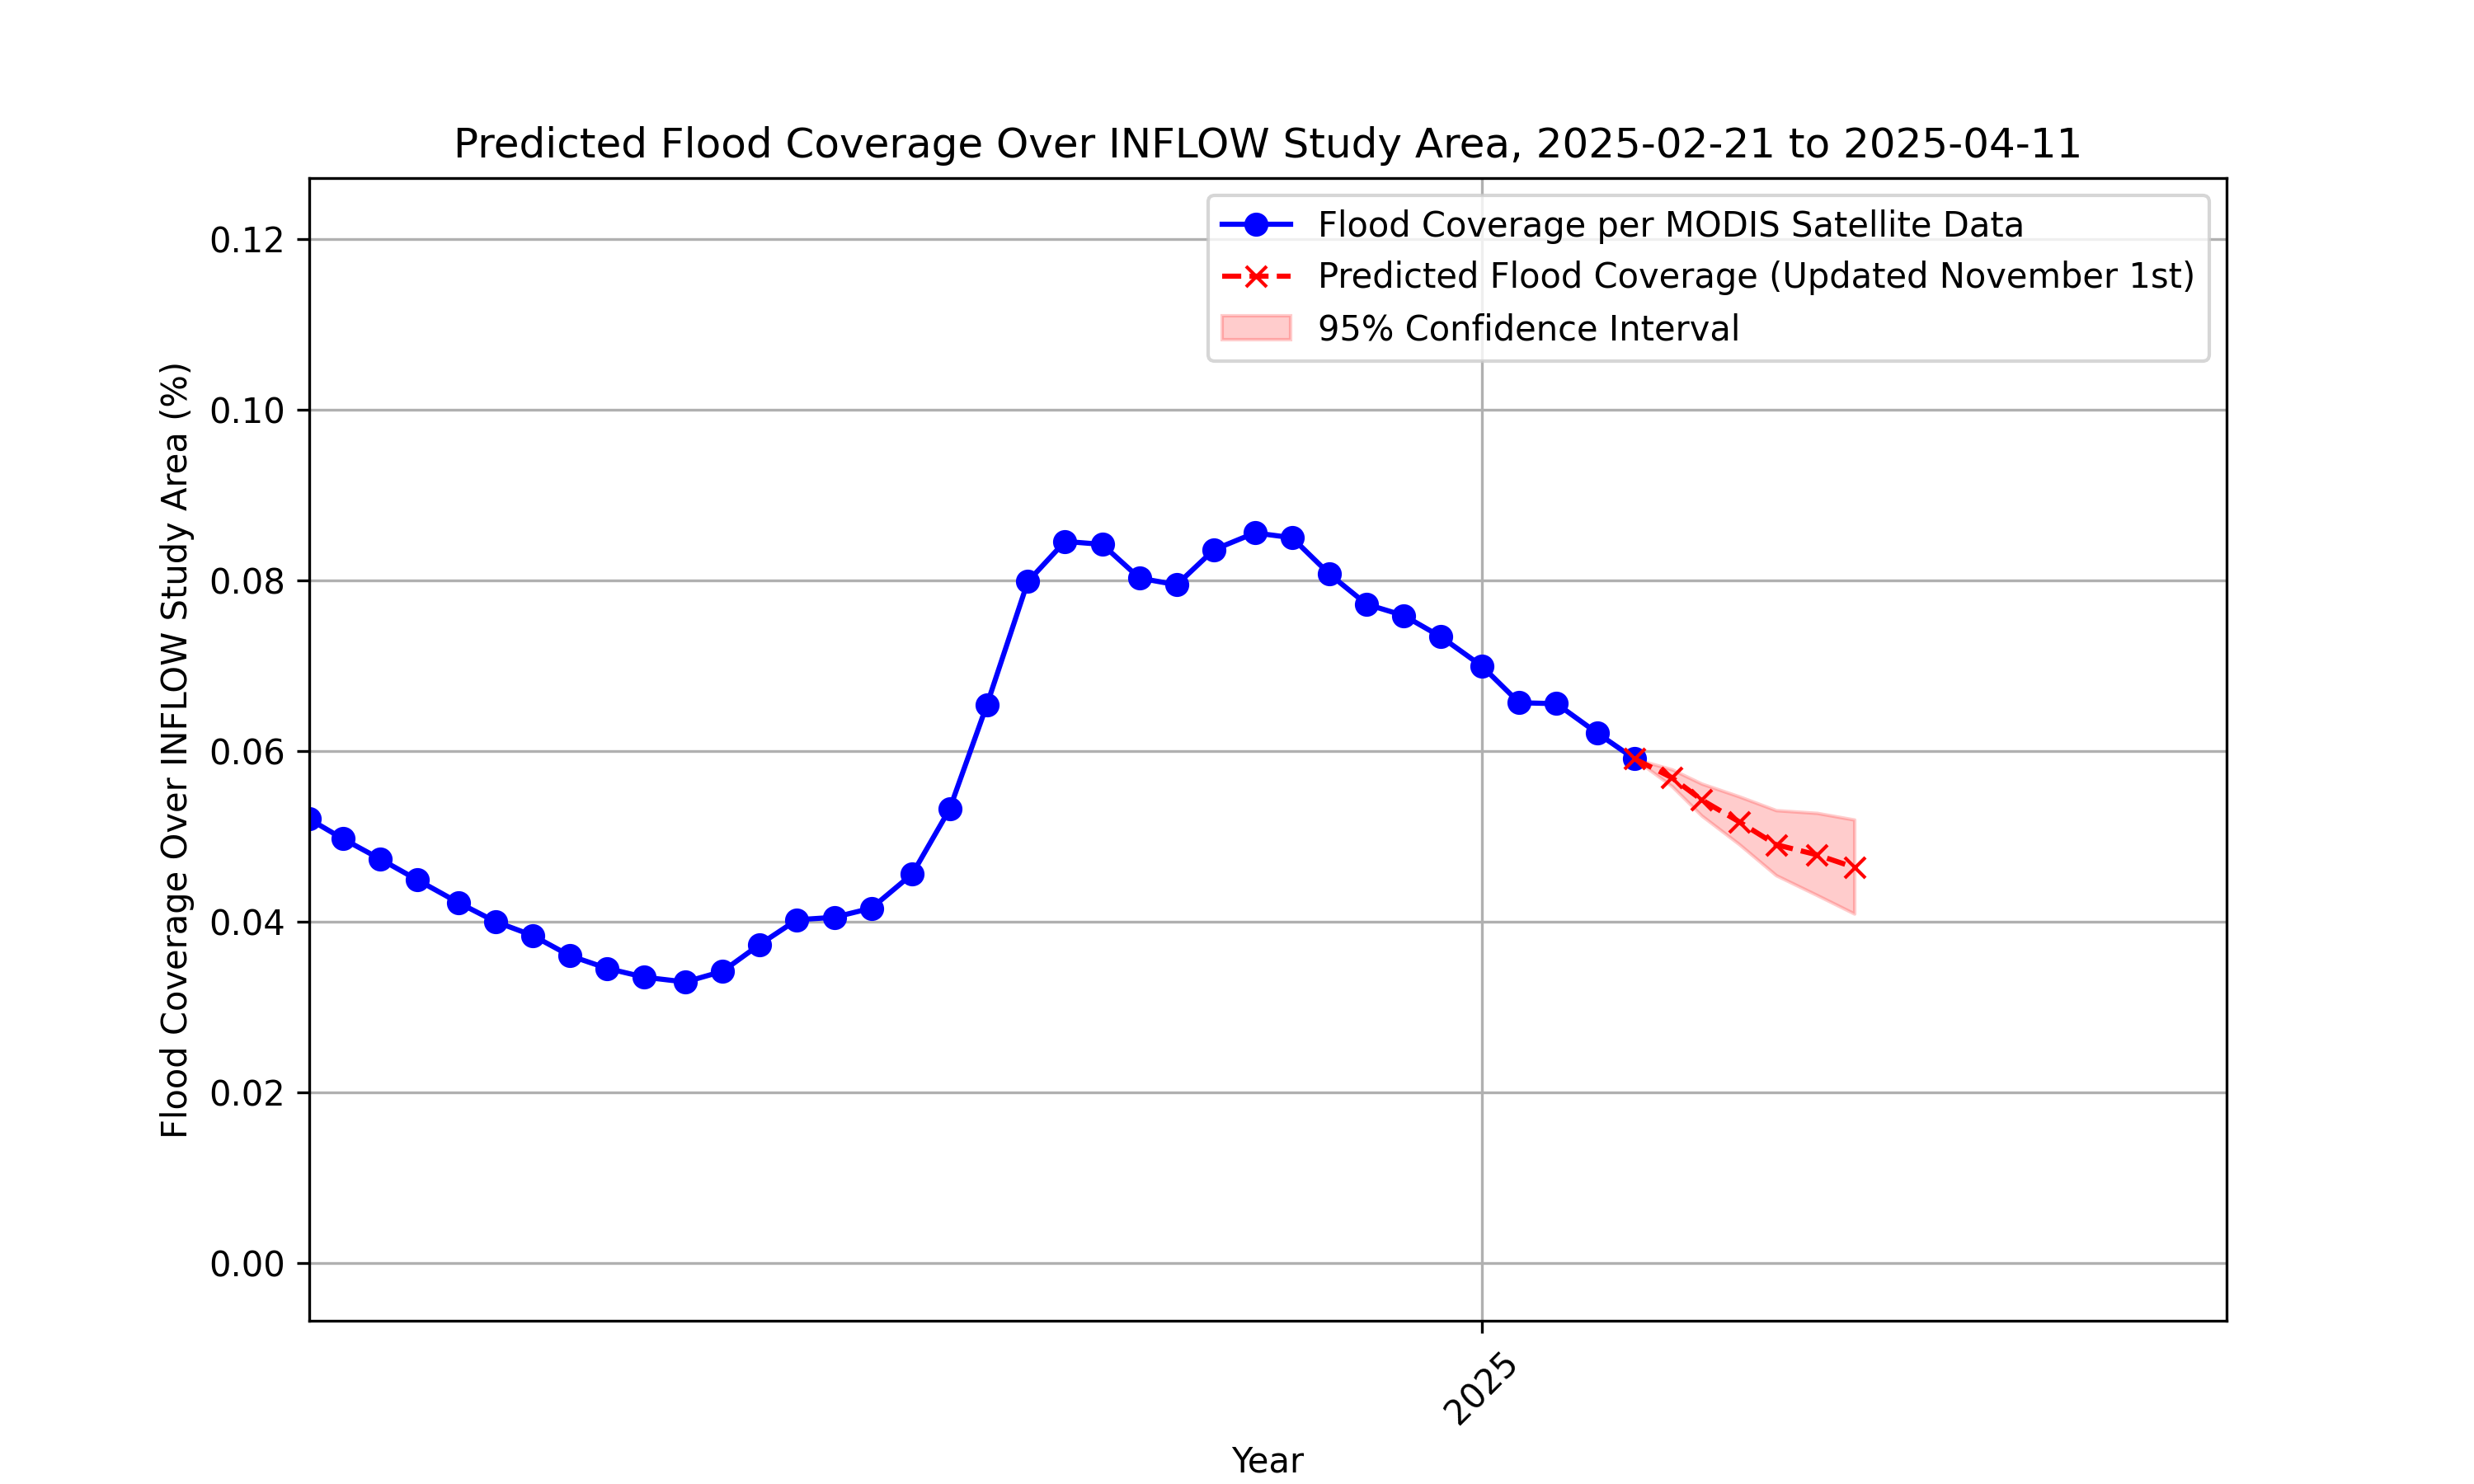 Predicted Flood Coverage Over INFLOW Study Area, 2025-02-21 to 2025-04-11
Flood Coverage per MODIS Satellite Data
Predicted Flood Coverage (Updated November 1st)
95% Confidence Interval
Flood Coverage Over INFLOW Study Area (%)
0.12
0.10
0.08
0.06
0.04
0.02
0.00
2025
Year